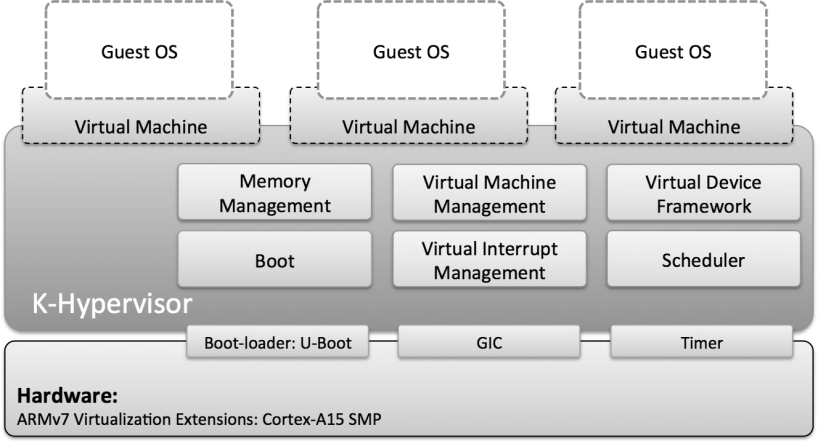 Guest OS
Guest OS
Guest OS
Virtual Machine
Virtual Machine
Virtual Machine
Memory
Management
Virtual Machine
Management
Virtual Device
Framework
Boot
Virtual Interrupt
Management
Scheduler
K-Hypervisor
Boot-loader: U-Boot
GIC
Timer
Hardware:
ARMv7 Virtualization Extensions: Cortex-A15 SMP